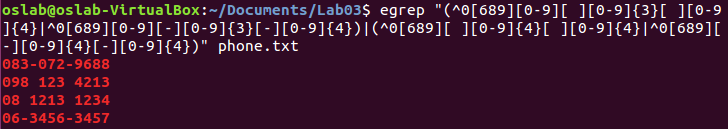 oslab@oslab-VirtualBox:~/Documents/Lab03$ egrep "(^0[689][0-9][ ][0-9]{3}[ ][0-9]
{4}|^0[689][0-9][-][0-9]{3}[-][0-9]{4})|(^0[689][ ][0-9]{4}[ ][0-9]{4}|^0[689][
-][0-9]{4}[-][0-9]{4})" phone.txt
083-072-9688
098 123 4213
08 1213 1234
06-3456-3457